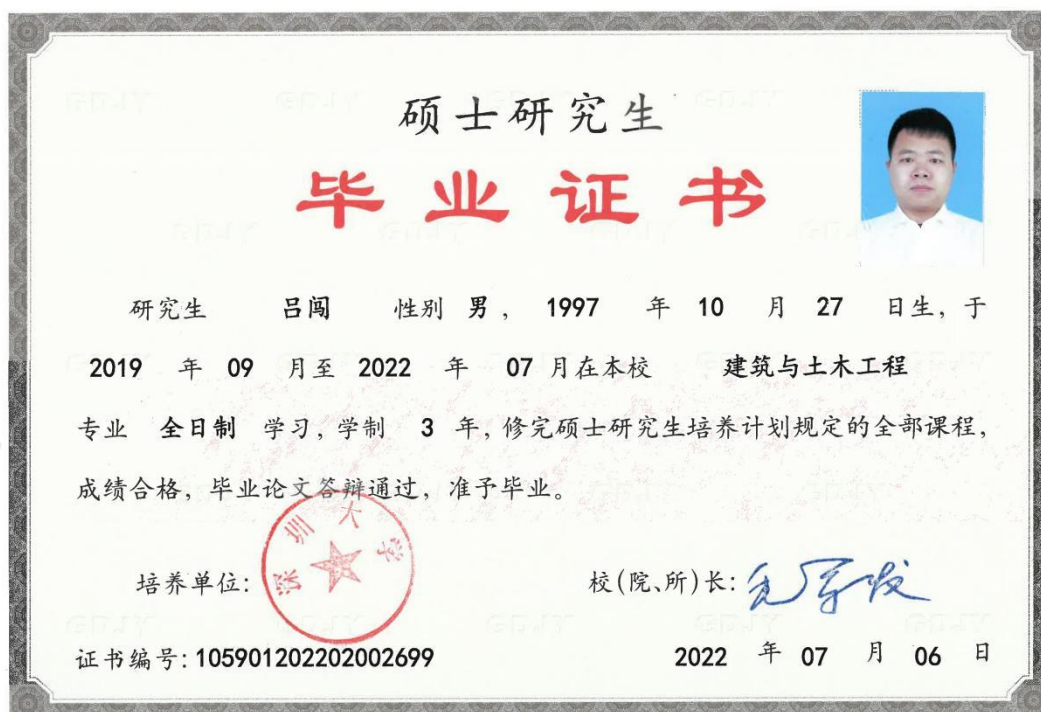 硕士研究生
毕业证书
研究生 吕闯 性别 男， 1997 年 10 月 27 日生，于
2019 年 09 月至 2022 年 07 月在本校 建筑与土木工程
专业 全日制 学习，学制 3 年，修完硕士研究生培养计划规定的全部课程，
成绩合格，毕业论文答辩通过，准予毕业。
深圳大学
培养单位： 校(院、所)长：毛军发
证书编号：105901202202002699 2022 年 07 月 06 日